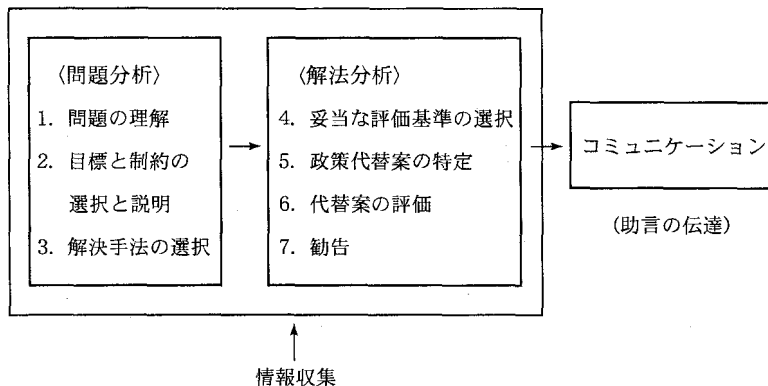 〈問題分析〉
1. 問題の理解
2. 目標と制約の
選択と説明
3. 解決手法の選択
〈解法分析〉
4. 妥当な評価基準の選択
5. 政策代替案の特定
6. 代替案の評価
7. 勧告
コミュニケーション
(助言の伝達)
情報収集